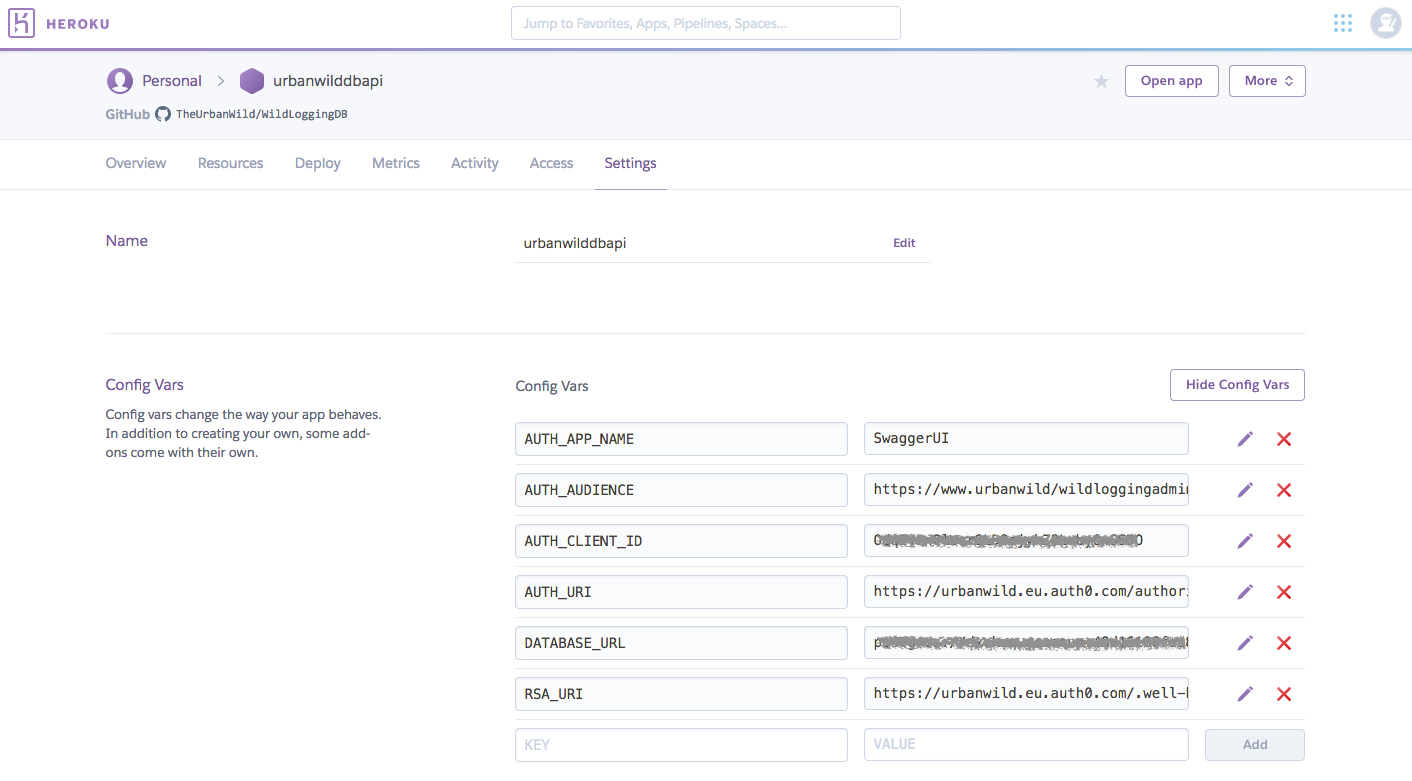 HEROKU
Jump to Favorites, Apps, Pipelines, Spaces...
Personal > urbanwilddbapi
Open app
More
GitHub TheUrbanWild/WildLoggingDB
Overview Resources Deploy Metrics Activity Access Settings
Name
urbanwilddbapi
Edit
Config Vars
Config vars change the way your app behaves.
In addition to creating your own, some add-
ons come with their own.
Config Vars
Hide Config Vars
AUTH_APP_NAME SwaggerUI
AUTH_AUDIENCE https://www.urbanwild/wildloggingadmin
AUTH_CLIENT_ID
AUTH_URI https://urbanwild.eu.auth0.com/authori
DATABASE_URL
RSA_URI https://urbanwild.eu.auth0.com/.well-k
KEY VALUE Add